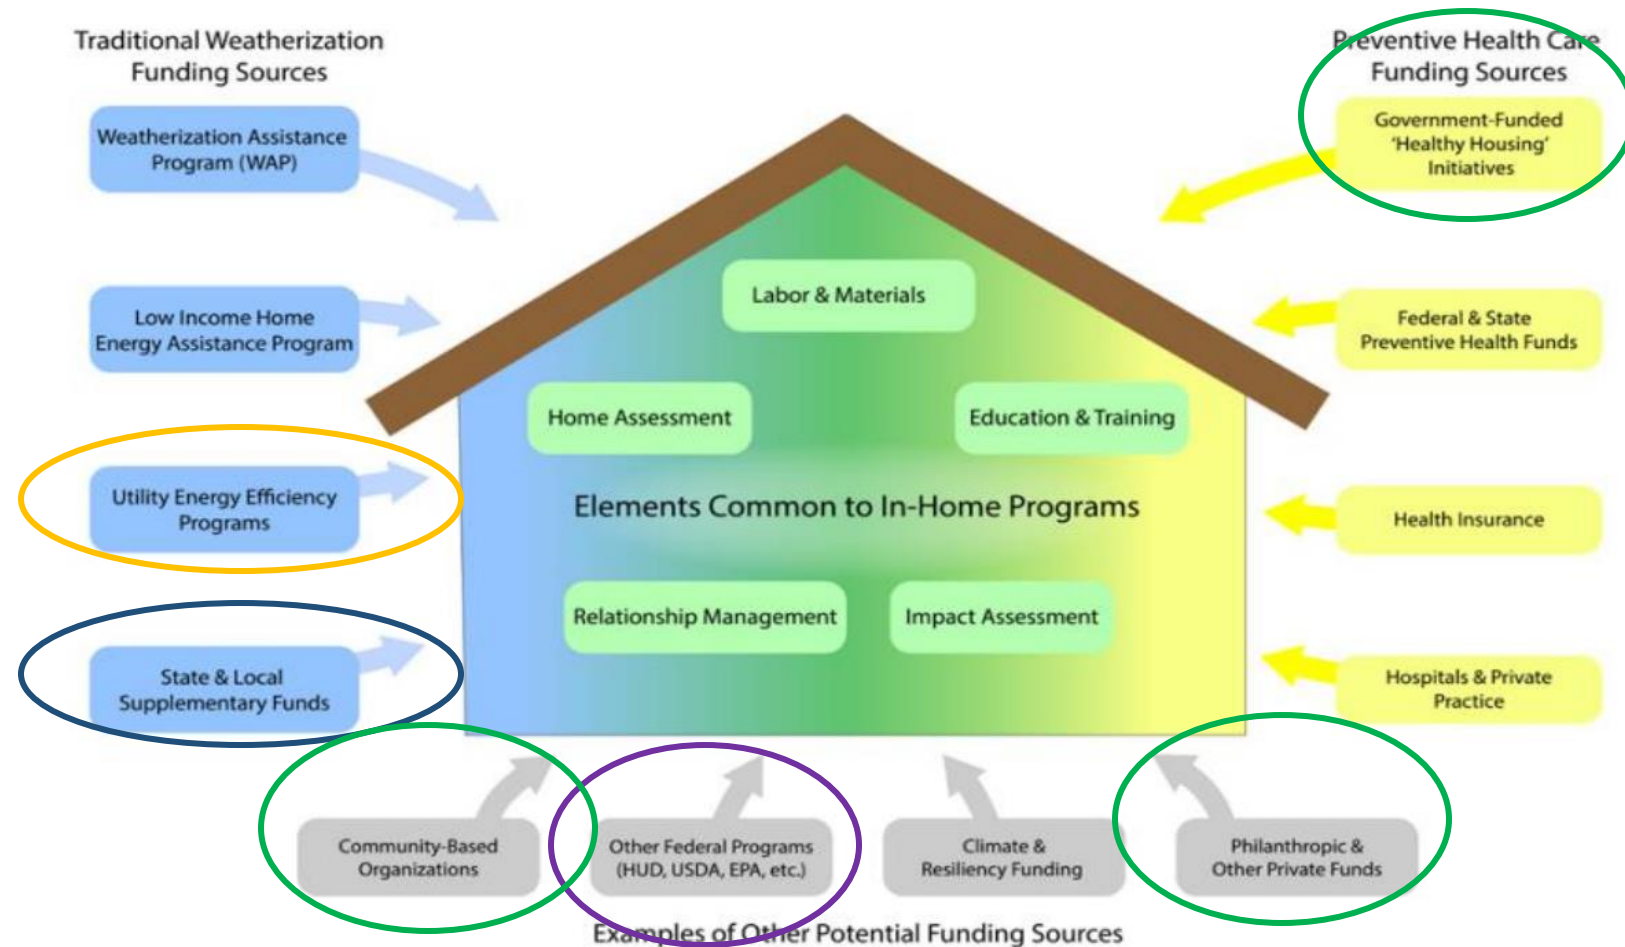 Traditional Weatherization
Funding Sources
Weatherization Assistance
Program (WAP)
Low Income Home
Energy Assistance Program
Utility Energy Efficiency
Programs
State & Local
Supplementary Funds
Preventive Health Care
Funding Sources
Government-Funded
'Healthy Housing'
Initiatives
Federal & State
Preventive Health Funds
Health Insurance
Hospitals & Private
Practice
Labor & Materials
Home Assessment
Education & Training
Elements Common to In-Home Programs
Relationship Management
Impact Assessment
Community-Based
Organizations
Other Federal Programs
(HUD, USDA, EPA, etc.)
Climate &
Resiliency Funding
Philanthropic &
Other Private Funds
Examples of Other Potential Funding Sources